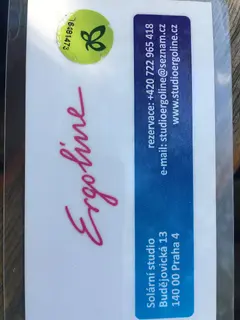 16491473
Ergoline
Solární studio
Budějovická 13
140 00 Praha 4
rezervace: +420 722 965 418
e-mail: studioergoline@seznam.cz
www.studioergoline.cz